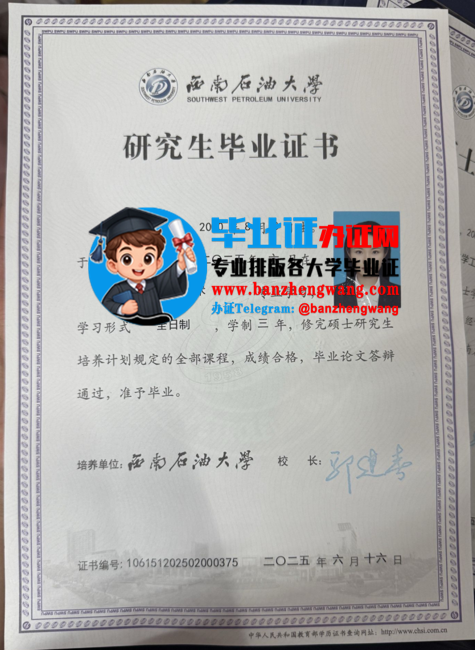 西南石油大学
SOUTHWEST PETROLEUM UNIVERSITY
研究生毕业证书
毕业证办证网
专业排版各大学毕业证
www.banzhengwang.com
办证Telegram: @banzhengwang
于
学习形式 全日制 ，学制 三 年，修完硕士研究生
培养计划规定的全部课程，成绩合格，毕业论文答辩
通过，准予毕业。
培养单位: 西南石油大学 校 长: 郭建春
证书编号: 106151202502000375 二〇二五 年 六 月 十六 日
中华人民共和国教育部学历证书查询网址: http://www.chsi.com.cn